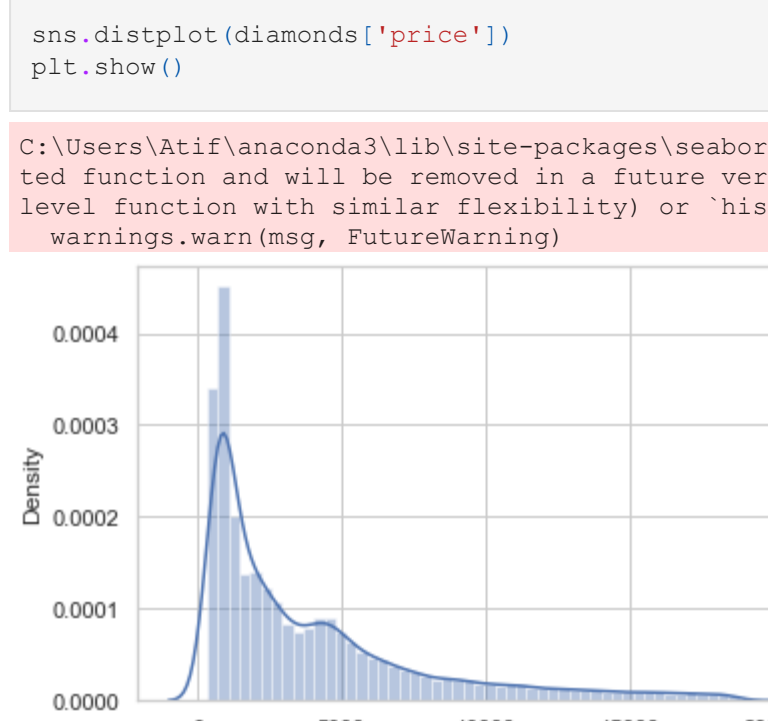 sns.distplot(diamonds['price'])
plt.show()
C:\Users\Atif\anaconda3\lib\site-packages\seabor
ted function and will be removed in a future ver
level function with similar flexibility) or `his
warnings.warn(msg, FutureWarning)
0.0004
0.0003
Density
0.0002
0.0001
0.0000